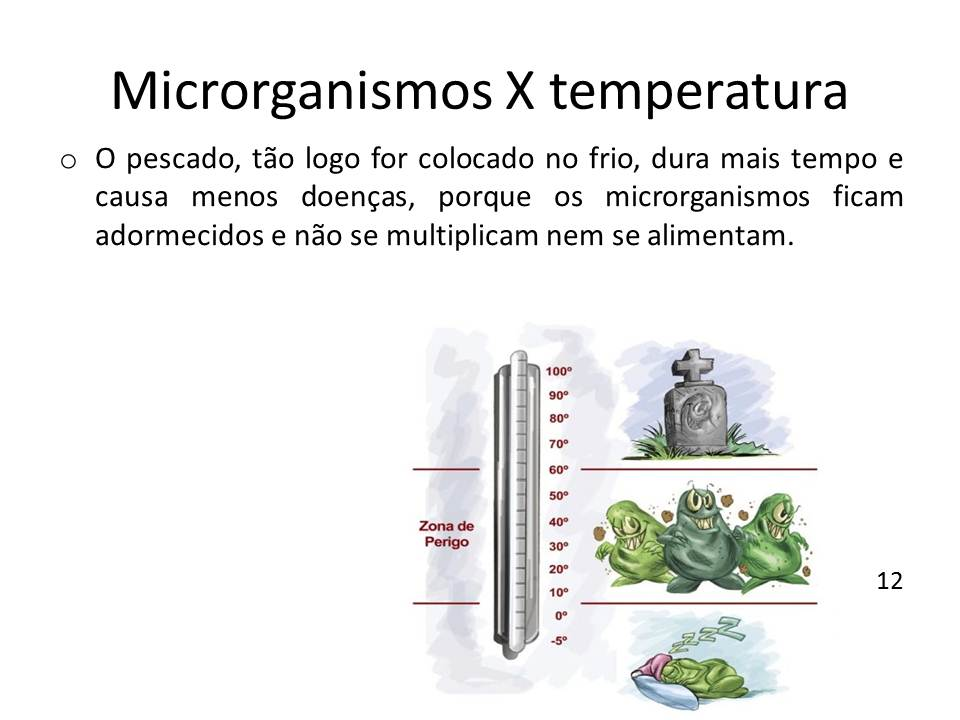 Microrganismos X temperatura
o O pescado, tão logo for colocado no frio, dura mais tempo e
causa menos doenças, porque os microrganismos ficam
adormecidos e não se multiplicam nem se alimentam.
100º
90º
80º
70º
60º
50º
40º
30º
20º
10º
0º
-5º
Zona de
Perigo
z z z Z Z
12